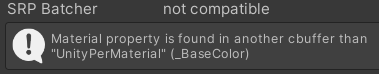 SRP Batcher not compatible
Material property is found in another cbuffer than
"UnityPerMaterial" (_BaseColor)